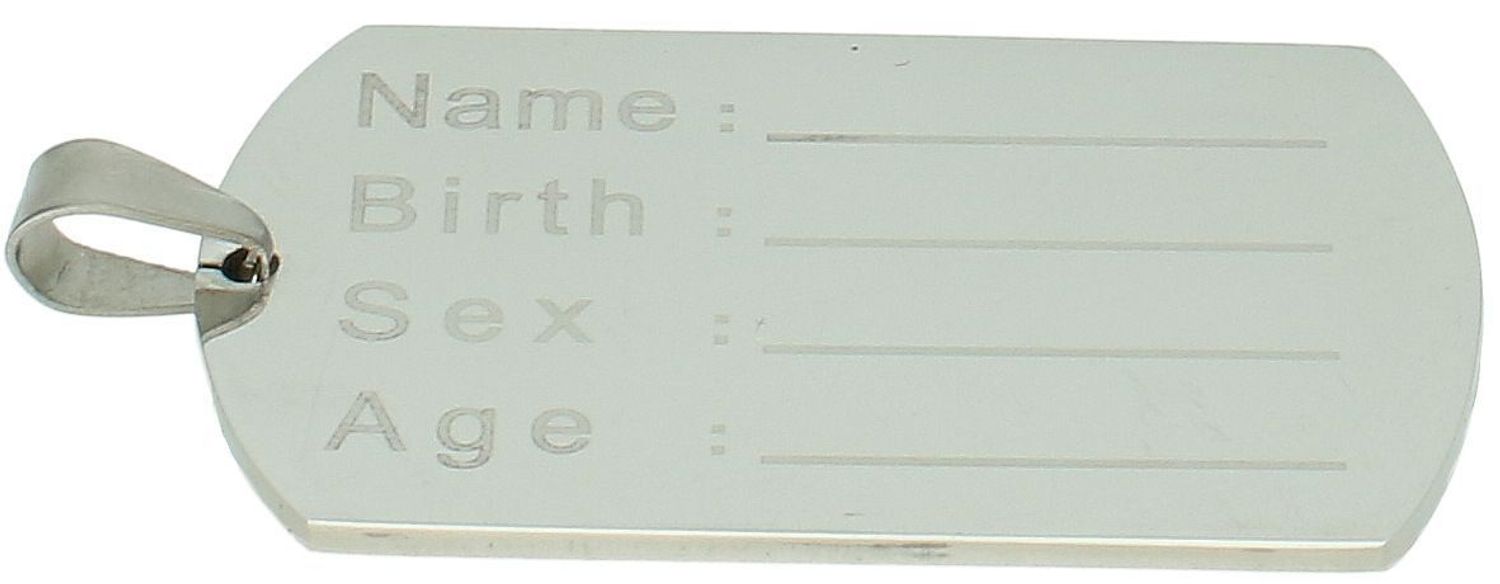 Name :
Birth :
Sex :
Age :